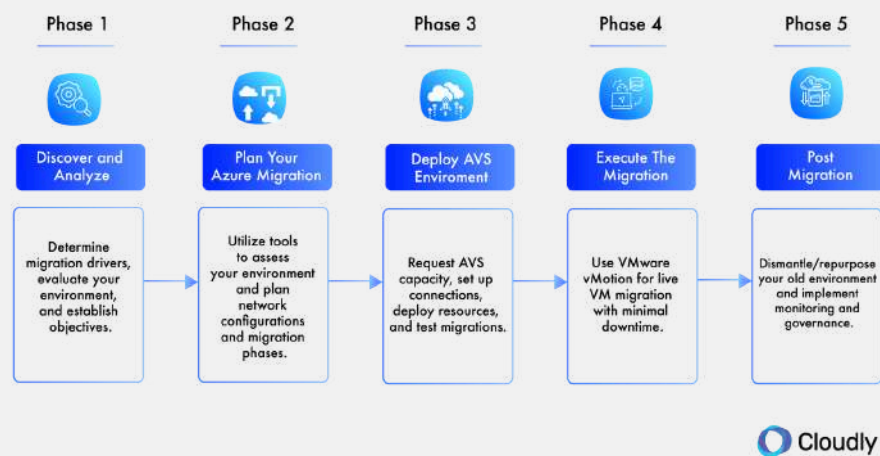 Phase 1
Phase 2
Phase 3
Phase 4
Phase 5
Discover and
Analyze
Plan Your
Azure Migration
Deploy AVS
Enviroment
Execute The
Migration
Post
Migration
Determine
migration drivers,
evaluate your
environment,
and establish
objectives.
Utilize tools
to assess
your environment
and plan
network
configurations
and migration
phases.
Request AVS
capacity, set up
connections,
deploy resources,
and test migrations.
Use VMware
vMotion for live
VM migration
with minimal
downtime.
Dismantle/repurpose
your old environment
and implement
monitoring and
governance.
Cloudly